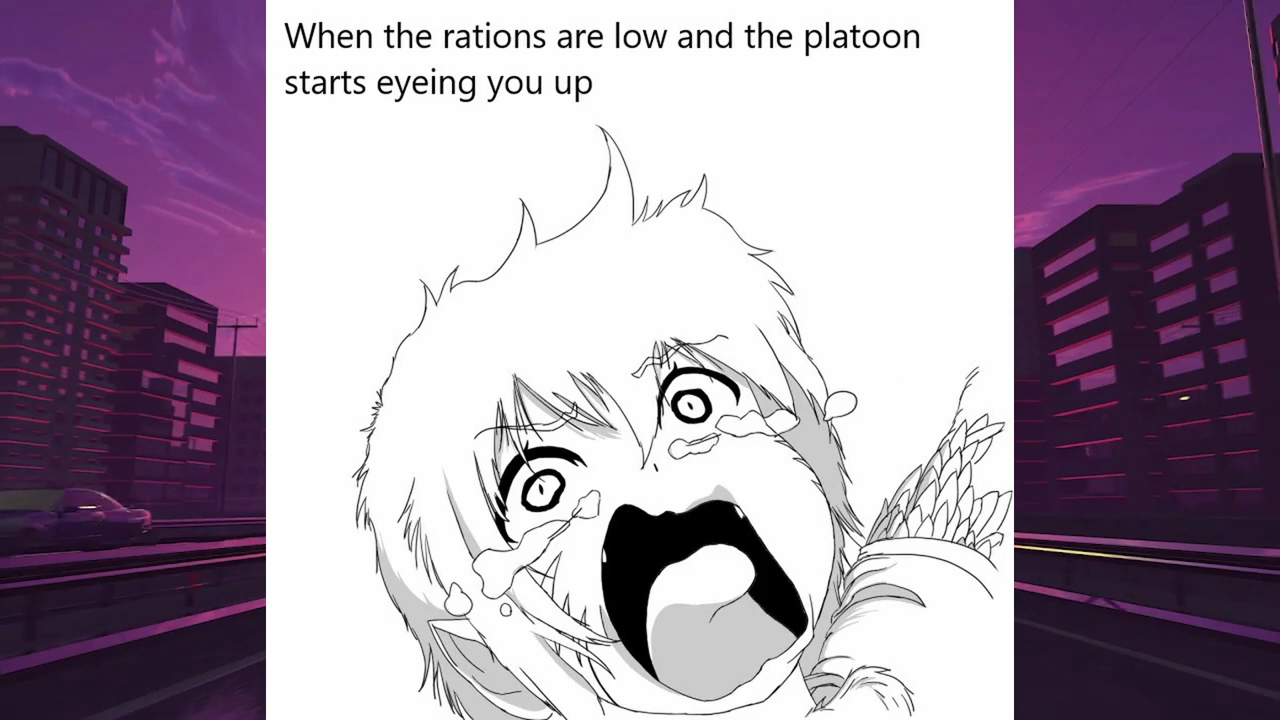 When the rations are low and the platoon
starts eyeing you up